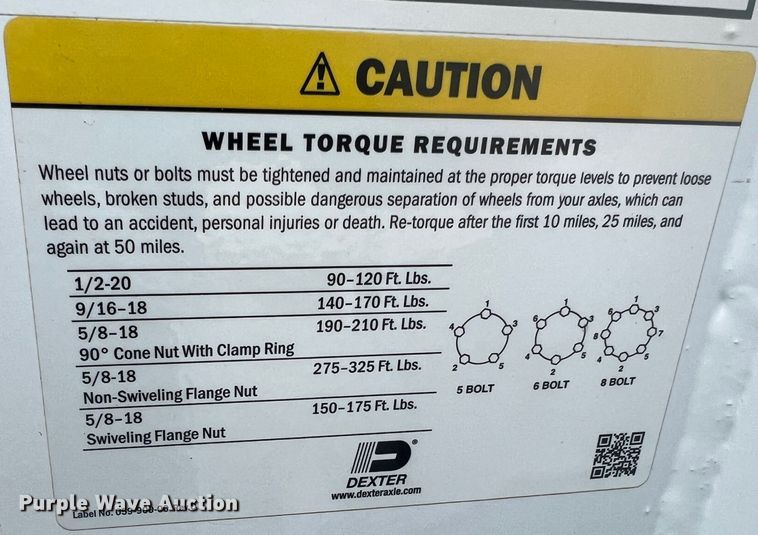 ⚠ CAUTION
WHEEL TORQUE REQUIREMENTS
Wheel nuts or bolts must be tightened and maintained at the proper torque levels to prevent loose
wheels, broken studs, and possible dangerous separation of wheels from your axles, which can
lead to an accident, personal injuries or death. Re-torque after the first 10 miles, 25 miles, and
again at 50 miles.
1/2-20 90–120 Ft. Lbs.
9/16–18 140–170 Ft. Lbs.
5/8–18 190–210 Ft. Lbs.
90° Cone Nut With Clamp Ring
5/8-18 275–325 Ft. Lbs.
Non-Swiveling Flange Nut
5/8–18 150–175 Ft. Lbs.
Swiveling Flange Nut
1 3 5 2 4
5 BOLT
1 3 5 2 4 6
6 BOLT
1 3 7 5 2 4 8 6
8 BOLT
DEXTER®
www.dexteraxle.com
Purple Wave Auction
Label No.